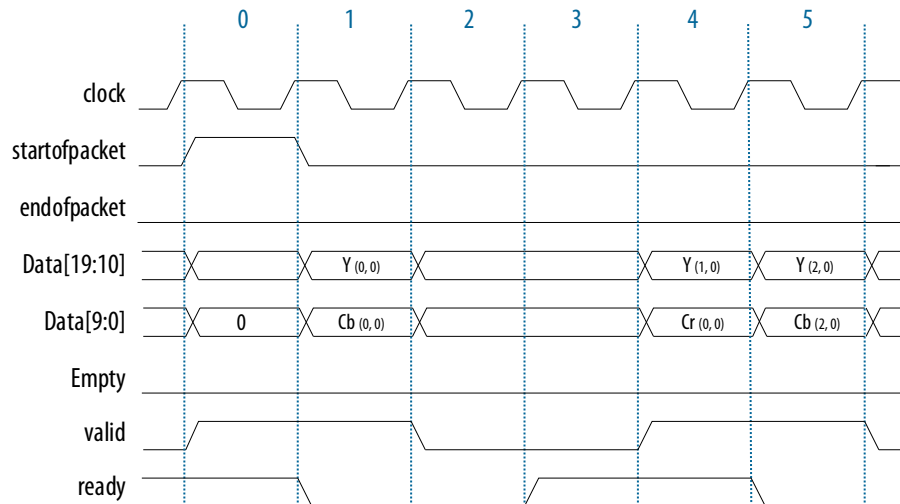 0 1 2 3 4 5
clock
startofpacket
endofpacket
Data[19:10] Y (0, 0) Y (1, 0) Y (2, 0)
Data[9:0] 0 Cb (0, 0) Cr (0, 0) Cb (2, 0)
Empty
valid
ready